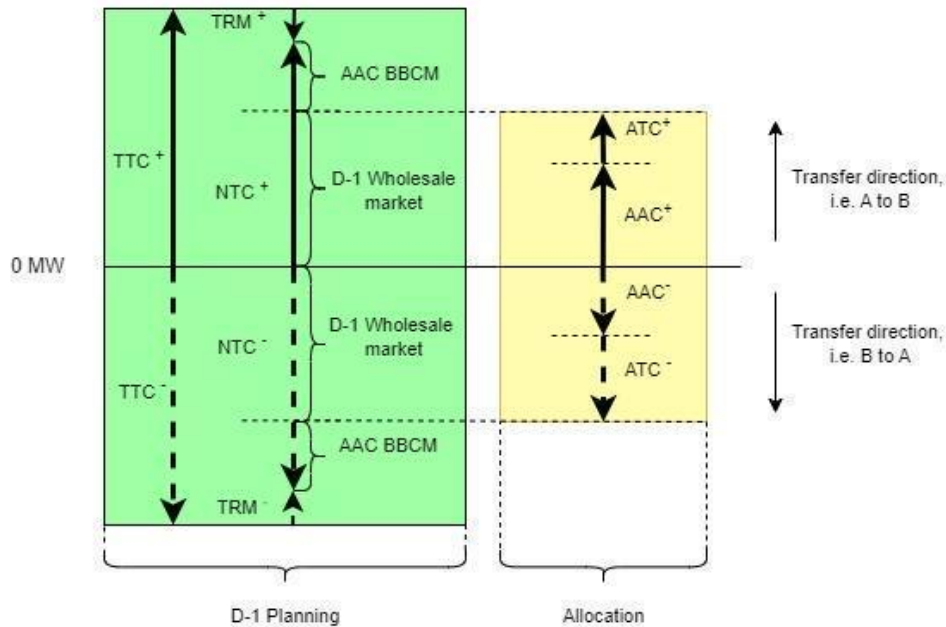 TRM +
AAC BBCM
ATC+
TTC +
NTC+
D-1 Wholesale
market
AAC+
Transfer direction,
i.e. A to B
0 MW
AAC-
NTC -
D-1 Wholesale
market
ATC -
Transfer direction,
i.e. B to A
TTC -
AAC BBCM
TRM -
D-1 Planning
Allocation